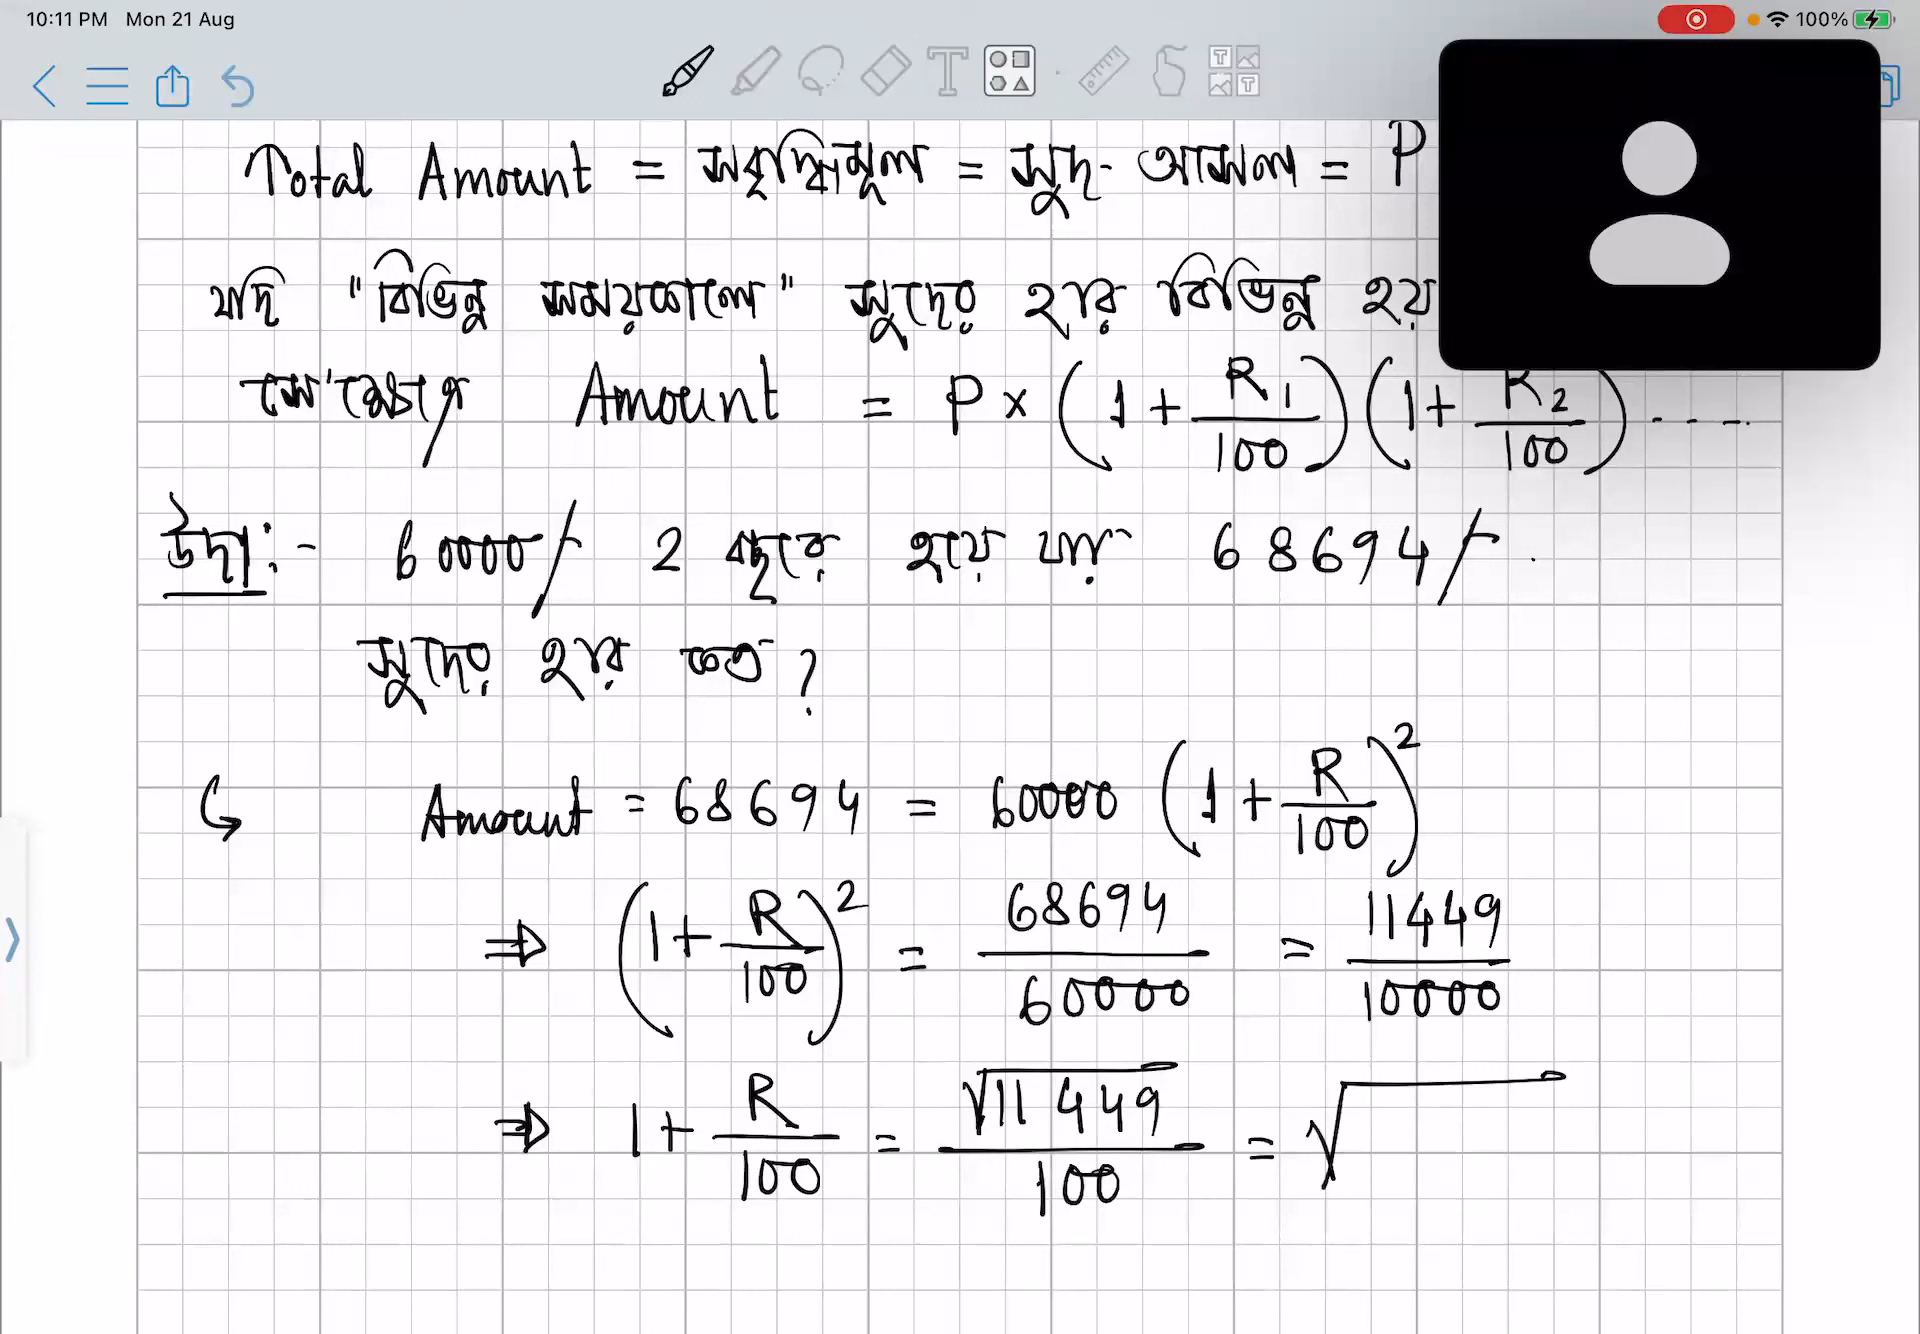 10:11 PM Mon 21 Aug 100%
Total Amount = সবৃদ্ধিমূল = সুদ-আসল = P
যদি "বিভিন্ন সময়কালে" সুদের হার বিভিন্ন হয়
সে'ক্ষেত্রে Amount = P × (1 + R₁/100) (1 + R₂/100) ....
উদা:- 60000/- 2 বছরে হয়ে যায় 68694/-.
সুদের হার কত?
↳ Amount = 68694 = 60000 (1 + R/100)²
⇒ (1 + R/100)² = 68694/60000 = 11449/10000
⇒ 1 + R/100 = √11449/100 = √